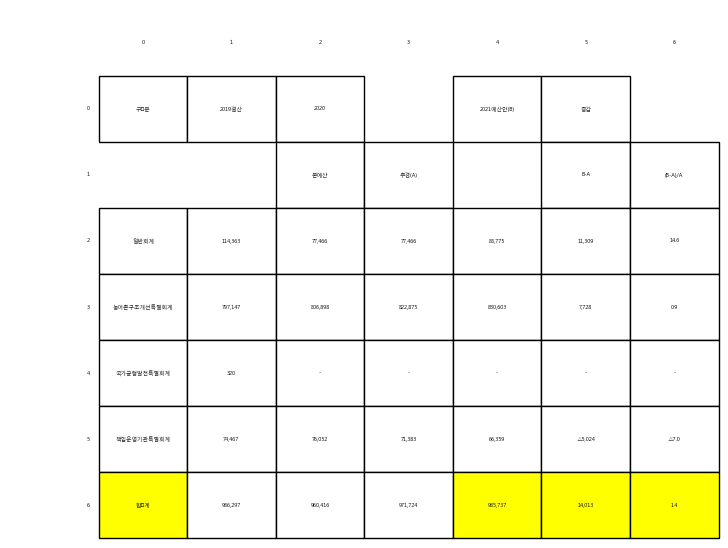 0 1 2 3 4 5 6
0 구□분 2019결산 2020 2021예산안(B) 증감
1 본예산 추경(A) B-A (B-A)/A
2 일반회계 114,363 77,466 77,466 88,775 11,309 14.6
3 농어촌구조개선특별회계 797,147 806,898 822,875 830,603 7,728 0.9
4 국가균형발전특별회계 320 - - - - -
5 책임운영기관특별회계 74,467 76,052 71,383 66,359 △5,024 △7.0
6 합□계 986,297 960,416 971,724 985,737 14,013 1.4